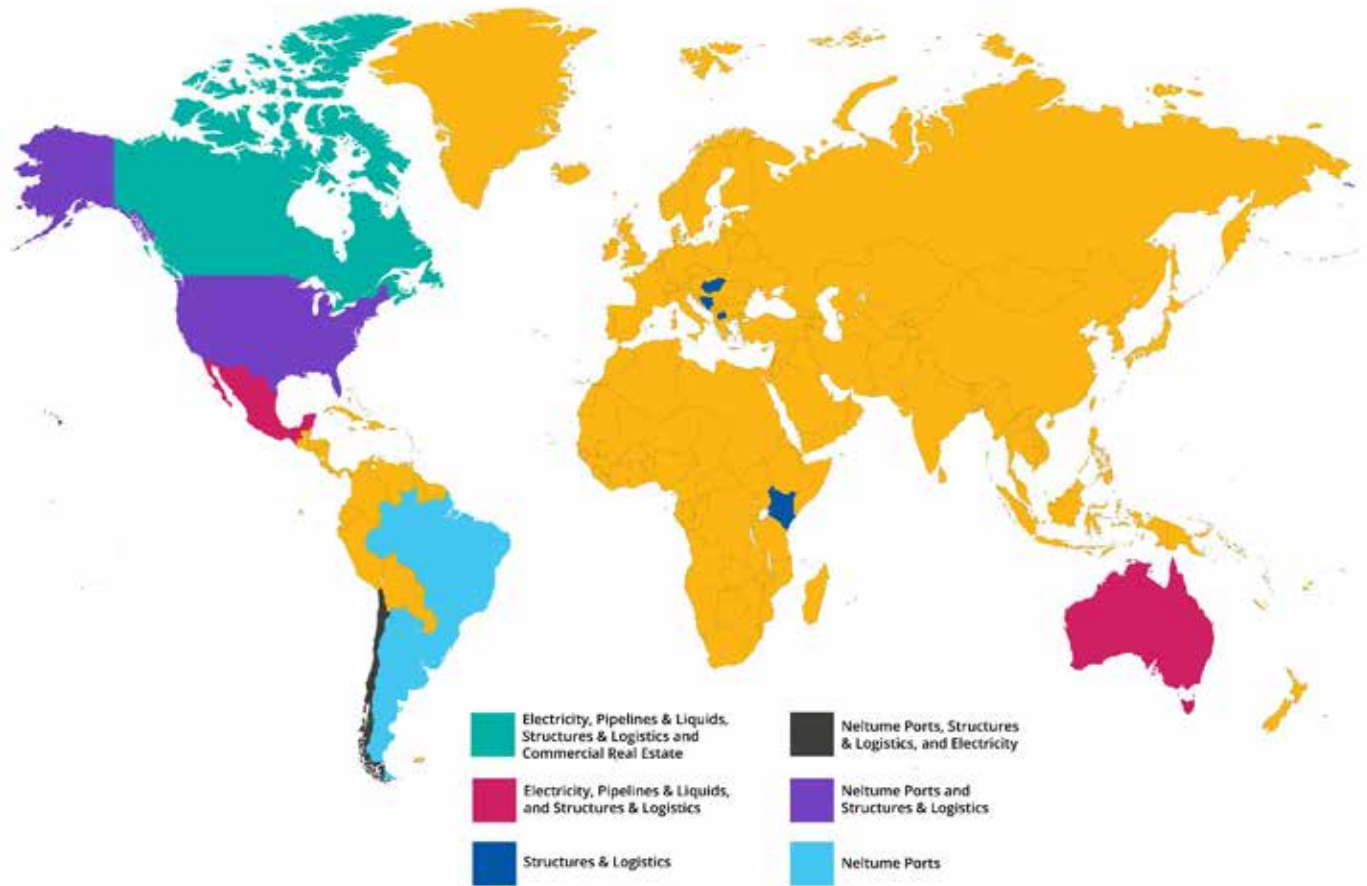 Electricity, Pipelines & Liquids,
Structures & Logistics and
Commercial Real Estate
Electricity, Pipelines & Liquids,
and Structures & Logistics
Structures & Logistics
Neltume Ports, Structures
& Logistics, and Electricity
Neltume Ports and
Structures & Logistics
Neltume Ports